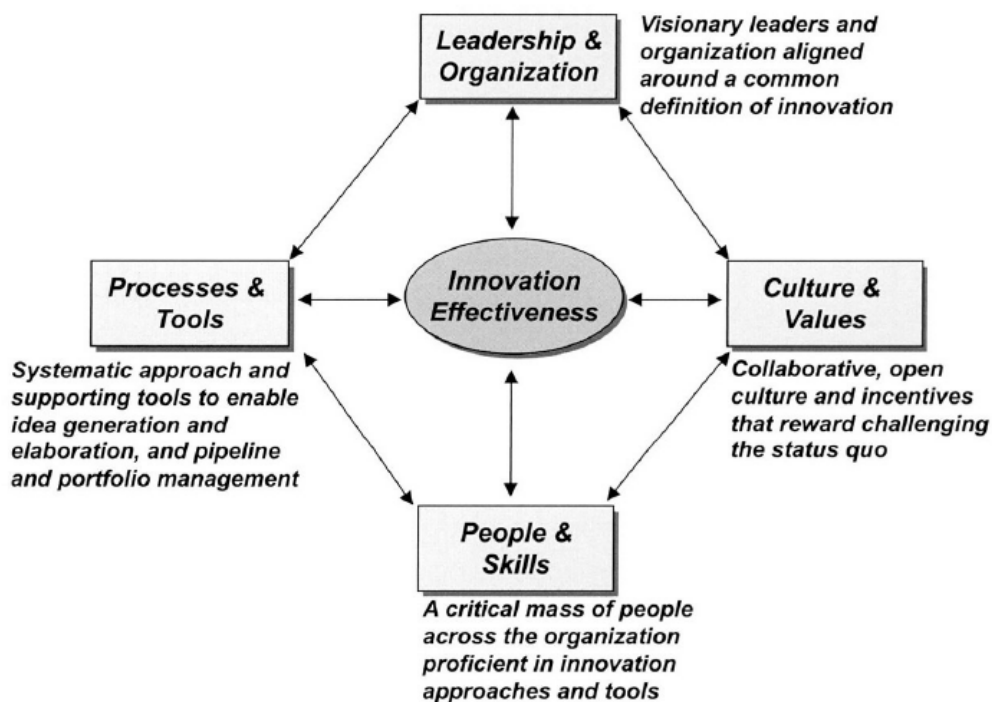 Leadership &
Organization
Visionary leaders and
organization aligned
around a common
definition of innovation
Processes &
Tools
Systematic approach and
supporting tools to enable
idea generation and
elaboration, and pipeline
and portfolio management
Innovation
Effectiveness
Culture &
Values
Collaborative, open
culture and incentives
that reward challenging
the status quo
People &
Skills
A critical mass of people
across the organization
proficient in innovation
approaches and tools